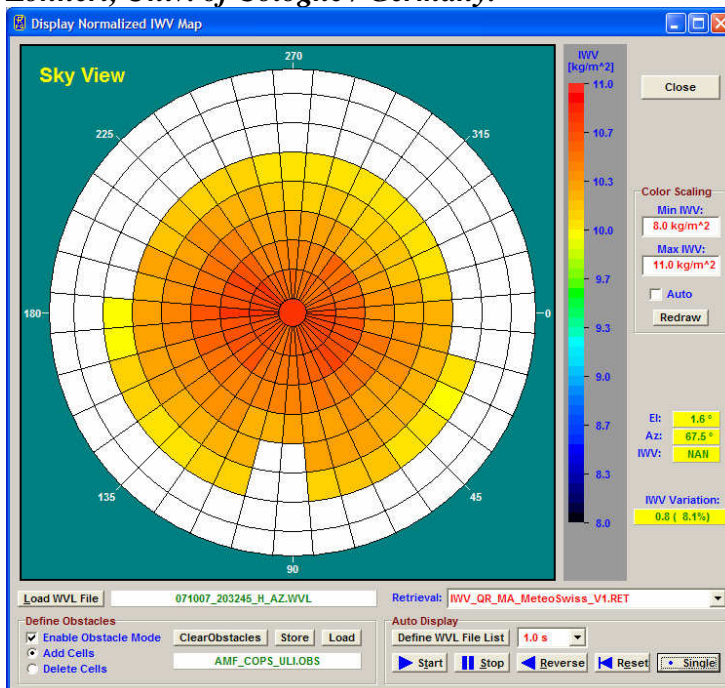 Löhnert, Univ. of Cologne / Germany.
Display Normalized IWV Map
Sky View
270
225
315
180
0
135
45
90
IWV
[kg/m^2]
11.0
10.7
10.3
10.0
9.7
9.3
9.0
8.7
8.3
8.0
Close
Color Scaling
Min IWV:
8.0 kg/m^2
Max IWV:
11.0 kg/m^2
Auto
Redraw
El: 1.6 °
Az: 67.5 °
IWV: NAN
IWV Variation:
0.8 ( 8.1%)
Load WVL File 071007_203245_H_AZ.WVL Retrieval: IWV_QR_MA_MeteoSwiss_V1.RET
Define Obstacles
Enable Obstacle Mode ClearObstacles Store Load
Add Cells
AMF_COPS_ULI.OBS
Delete Cells
Auto Display
Define WVL File List 1.0 s
Start Stop Reverse Reset Single